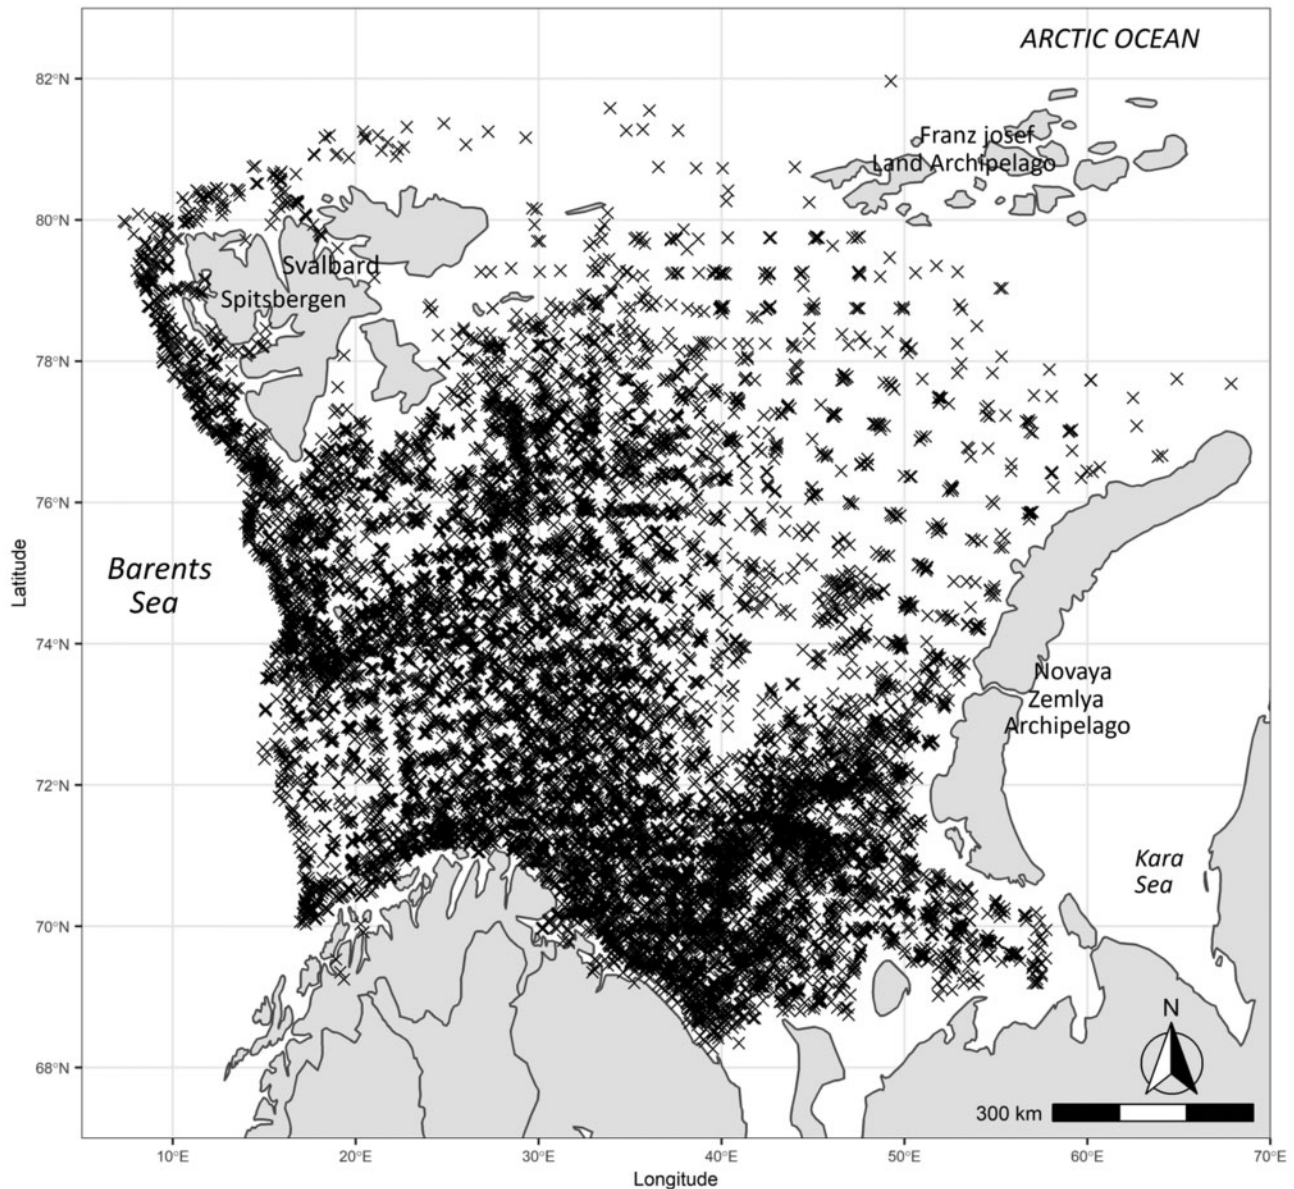 ARCTIC OCEAN
82°N
Franz josef
Land Archipelago
80°N
Svalbard
Spitsbergen
78°N
76°N
Barents
Sea
Latitude
74°N
Novaya
Zemlya
Archipelago
72°N
Kara
Sea
70°N
N
68°N
300 km
10°E
20°E
30°E
40°E
50°E
60°E
70°E
Longitude